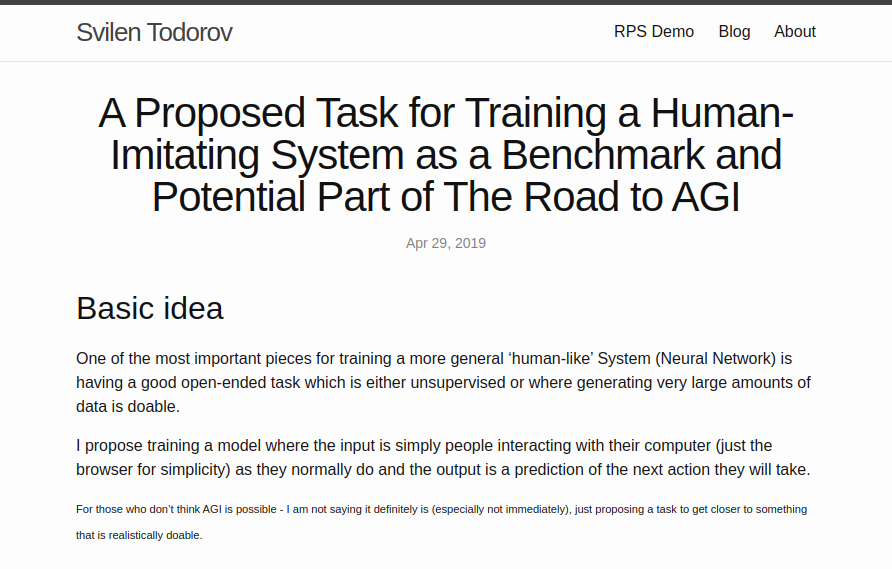 Svilen Todorov
RPS Demo Blog About
A Proposed Task for Training a Human-
Imitating System as a Benchmark and
Potential Part of The Road to AGI
Apr 29, 2019
Basic idea
One of the most important pieces for training a more general ‘human-like’ System (Neural Network) is
having a good open-ended task which is either unsupervised or where generating very large amounts of
data is doable.
I propose training a model where the input is simply people interacting with their computer (just the
browser for simplicity) as they normally do and the output is a prediction of the next action they will take.
For those who don’t think AGI is possible - I am not saying it definitely is (especially not immediately), just proposing a task to get closer to something
that is realistically doable.